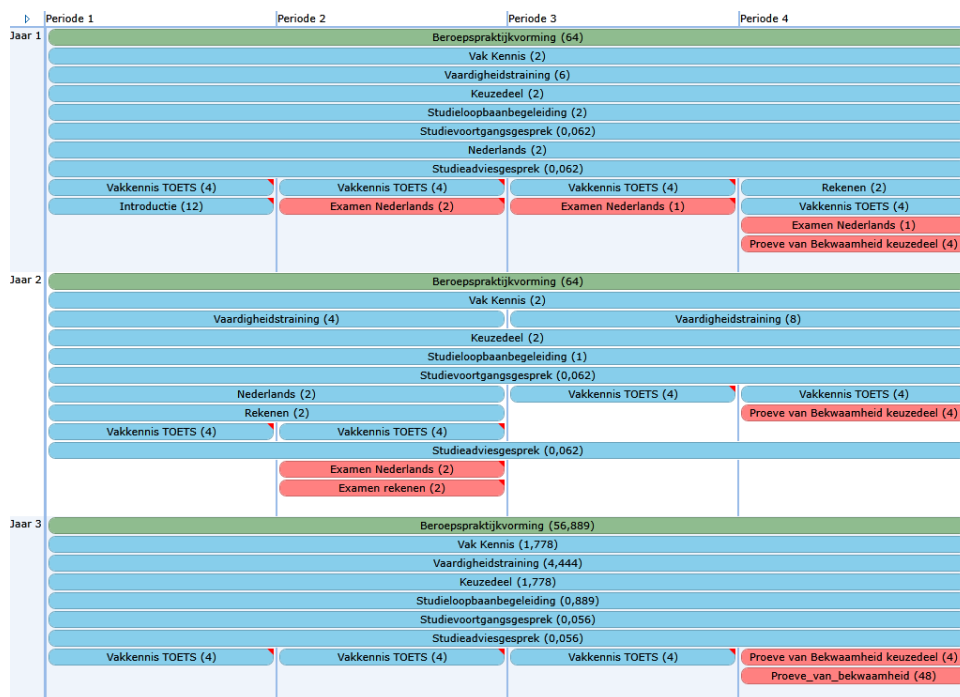 Periode 1 Periode 2 Periode 3 Periode 4
Jaar 1
Beroepspraktijkvorming (64)
Vak Kennis (2)
Vaardigheidstraining (6)
Keuzedeel (2)
Studieloopbaanbegeleiding (2)
Studievoortgangsgesprek (0,062)
Nederlands (2)
Studieadviesgesprek (0,062)
Vakkennis TOETS (4) Vakkennis TOETS (4) Vakkennis TOETS (4) Rekenen (2)
Introductie (12) Examen Nederlands (2) Examen Nederlands (1) Vakkennis TOETS (4)
Examen Nederlands (1)
Proeve van Bekwaamheid keuzedeel (4)
Jaar 2
Beroepspraktijkvorming (64)
Vak Kennis (2)
Vaardigheidstraining (4) Vaardigheidstraining (8)
Keuzedeel (2)
Studieloopbaanbegeleiding (1)
Studievoortgangsgesprek (0,062)
Nederlands (2) Vakkennis TOETS (4) Vakkennis TOETS (4)
Rekenen (2) Proeve van Bekwaamheid keuzedeel (4)
Vakkennis TOETS (4) Vakkennis TOETS (4)
Studieadviesgesprek (0,062)
Examen Nederlands (2)
Examen rekenen (2)
Jaar 3
Beroepspraktijkvorming (56,889)
Vak Kennis (1,778)
Vaardigheidstraining (4,444)
Keuzedeel (1,778)
Studieloopbaanbegeleiding (0,889)
Studievoortgangsgesprek (0,056)
Studieadviesgesprek (0,056)
Vakkennis TOETS (4) Vakkennis TOETS (4) Vakkennis TOETS (4) Proeve van Bekwaamheid keuzedeel (4)
Proeve_van_bekwaamheid (48)